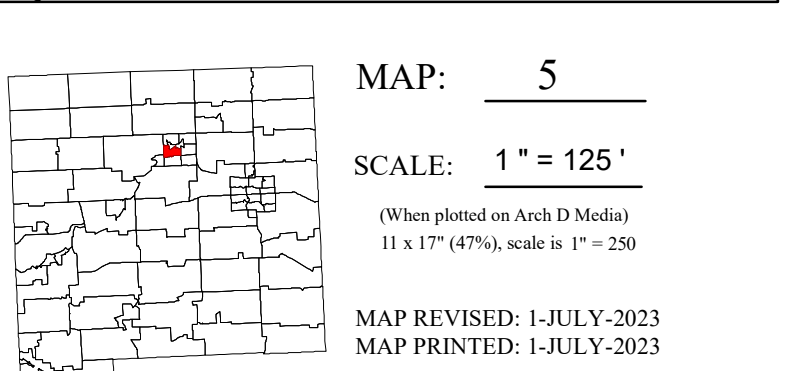 MAP: 5
SCALE: 1 " = 125 '
(When plotted on Arch D Media)
11 x 17" (47%), scale is 1" = 250
MAP REVISED: 1-JULY-2023
MAP PRINTED: 1-JULY-2023